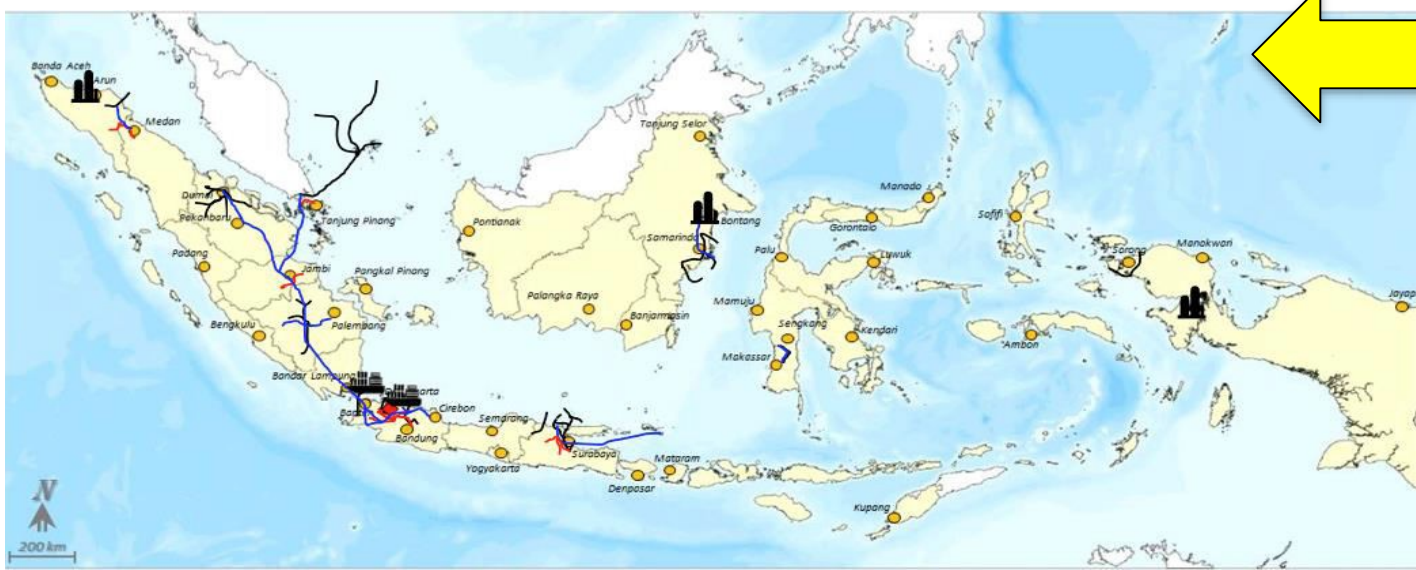 Banda Aceh
Arun
Medan
Tanjung Selor
Dumai
Pekanbaru
Tanjung Pinang
Pontianak
Bontang
Samarinda
Manado
Gorontalo
Sofifi
Sorong
Manokwari
Padang
Jambi
Pangkal Pinang
Palu
Luwuk
Palangka Raya
Banjarmasin
Mamuju
Sengkang
Kendari
Ambon
Jayap
Bengkulu
Palembang
Makassar
Bandar Lampung
Cirebon
Semarang
Bandung
Surabaya
Mataram
Yogyakarta
Denpasar
Kupang
N
200 km